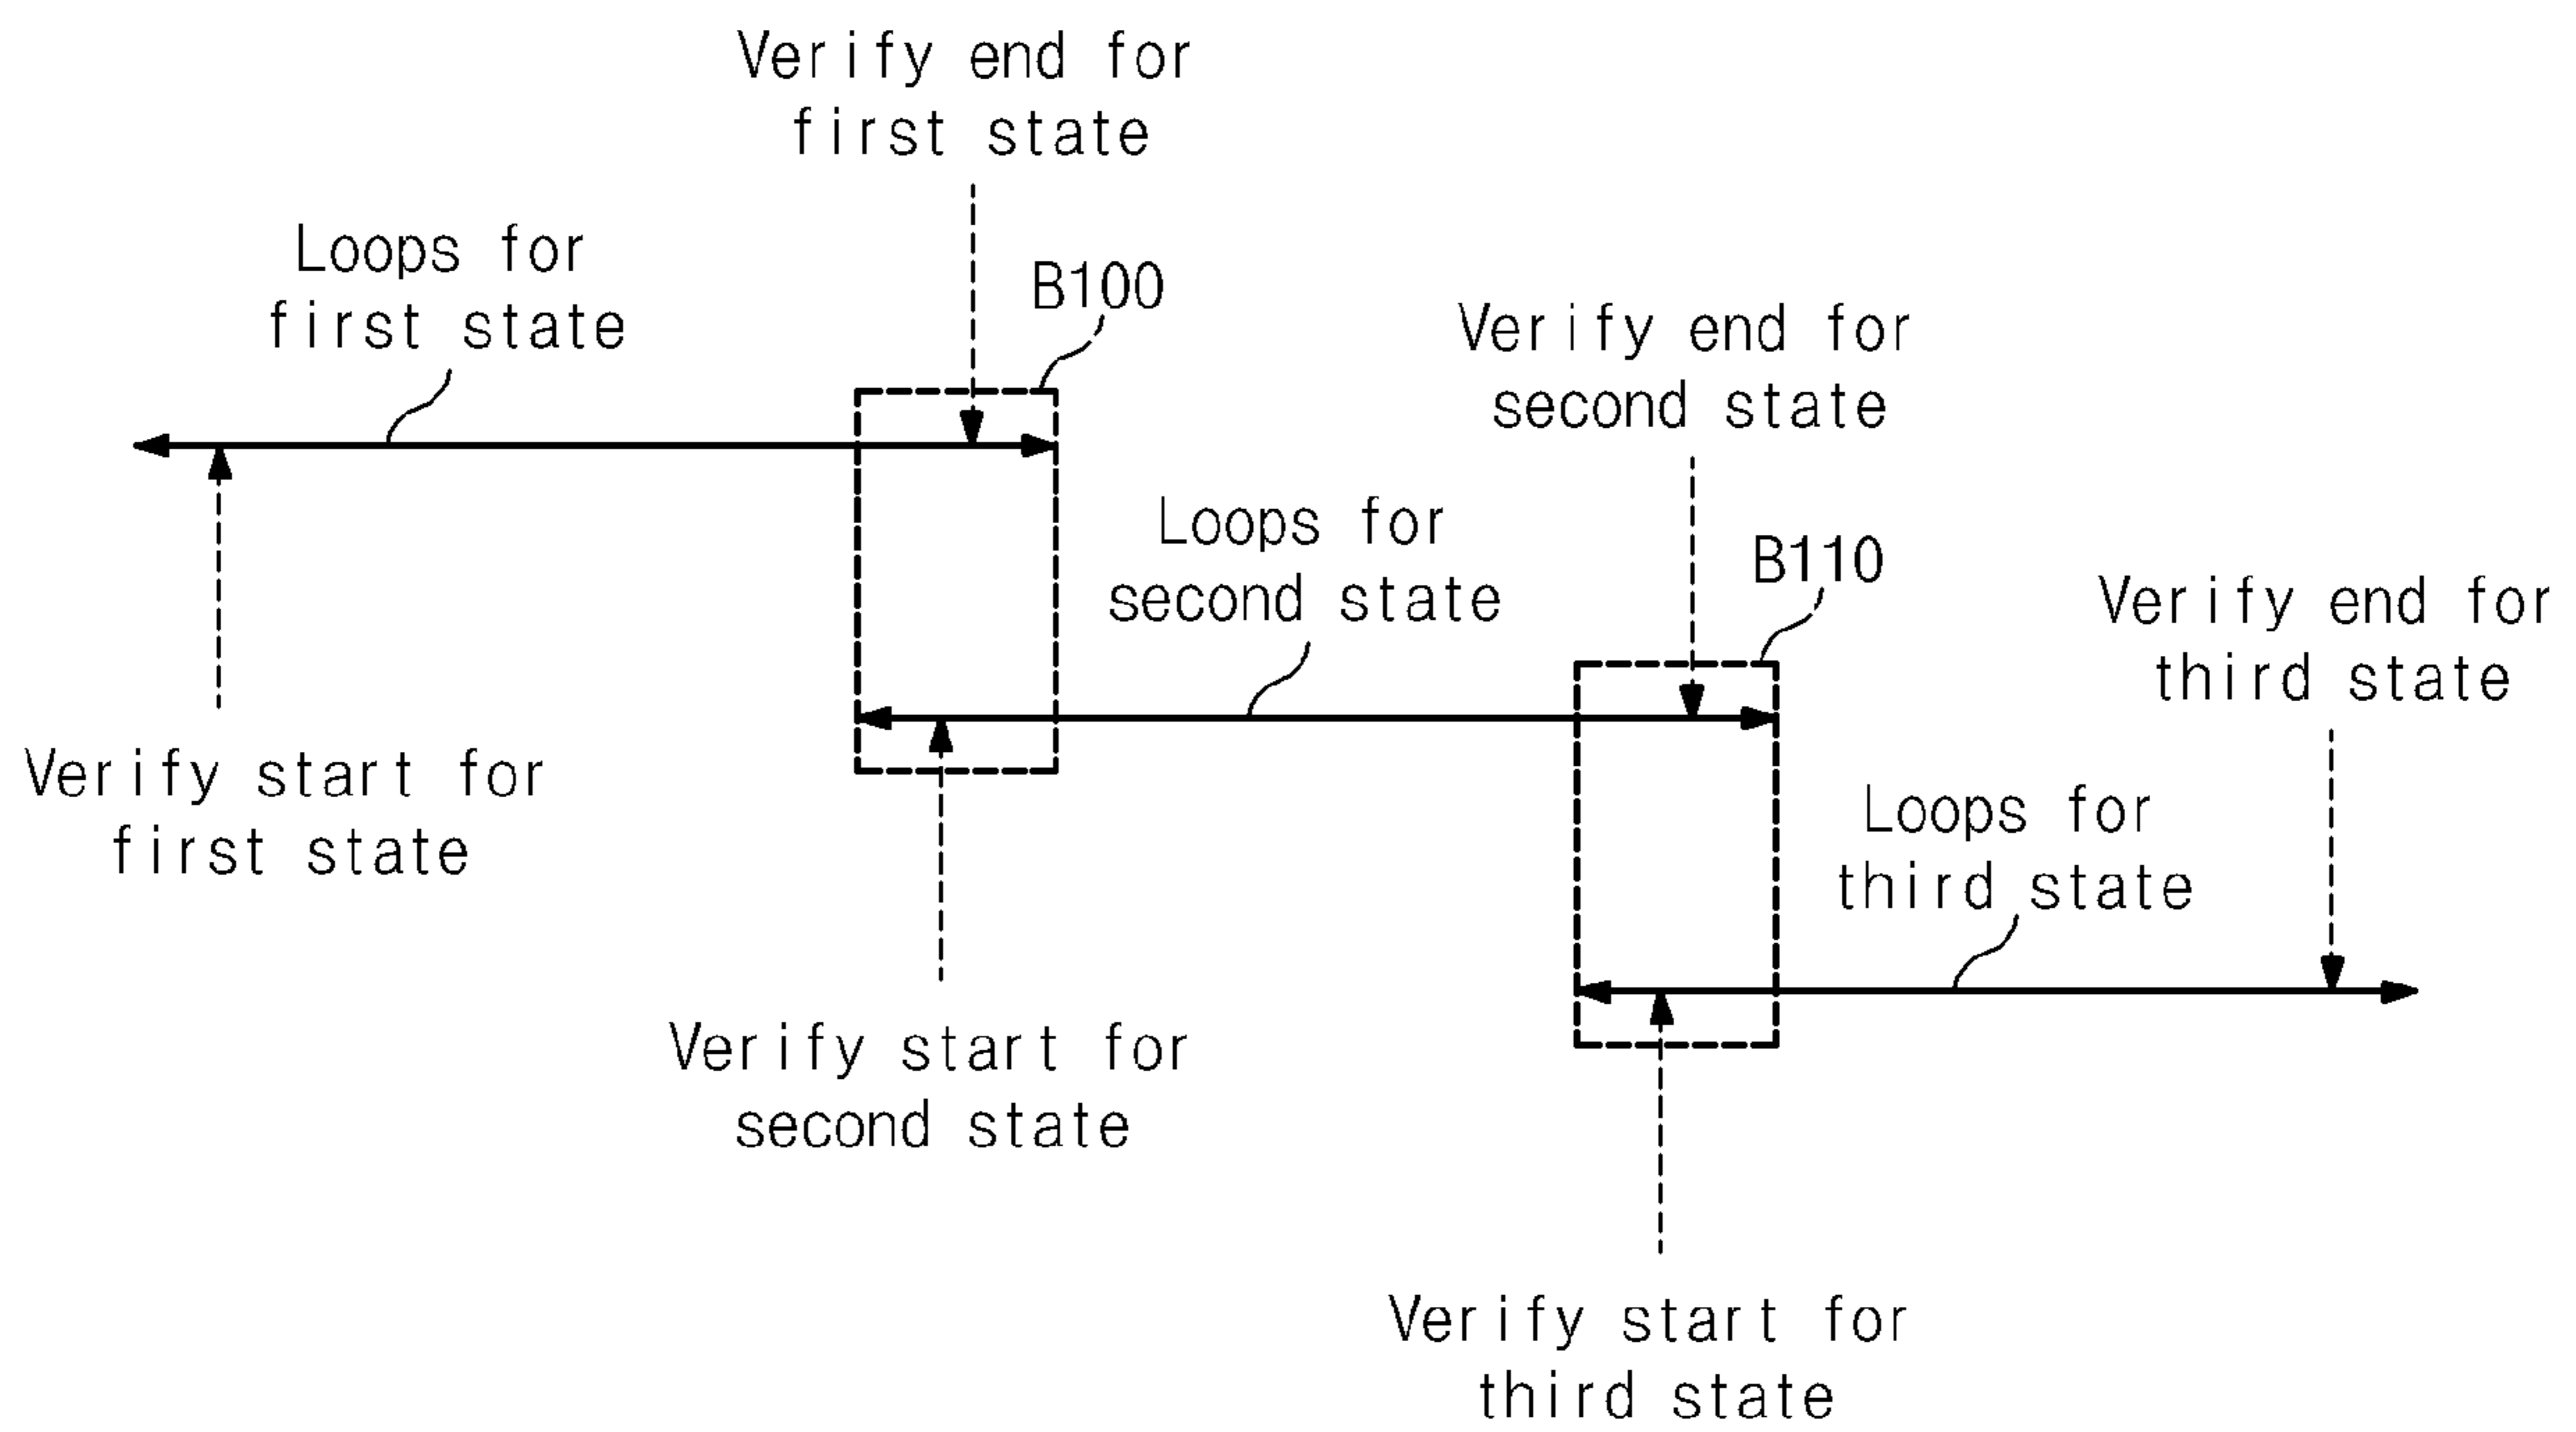 Verify end for
first state
Loops for
first state
B100
Verify end for
second state
Loops for
second state
B110
Verify end for
third state
Verify start for
first state
Loops for
third state
Verify start for
second state
Verify start for
third state